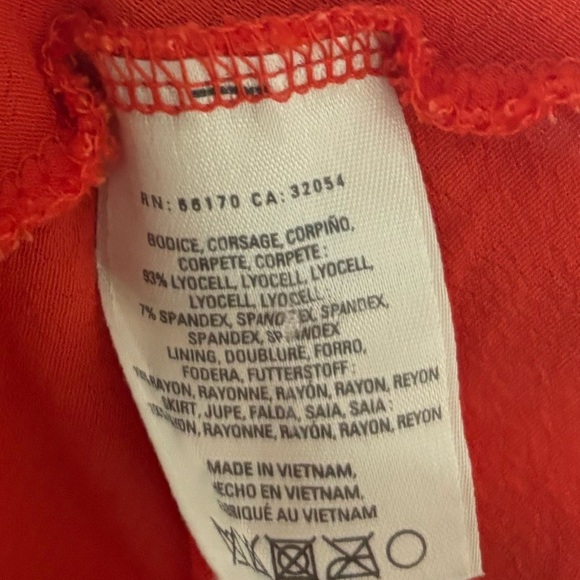 RN: 66170 CA: 32054
BODICE, CORSAGE, CORPIÑO,
CORPETE, CORPETE:
93% LYOCELL, LYOCELL, LYOCELL,
LYOCELL, LYOCELL
7% SPANDEX, SPANDEX, SPANDEX,
SPANDEX, SPANDEX
LINING, DOUBLURE, FORRO,
FODERA, FUTTERSTOFF:
RAYON, RAYONNE, RAYÓN, RAYON, REYON
SKIRT, JUPE, FALDA, SAIA, SAIA:
RAYONNE, RAYÓN, RAYON, REYON
MADE IN VIETNAM,
HECHO EN VIETNAM,
AU VIETNAM